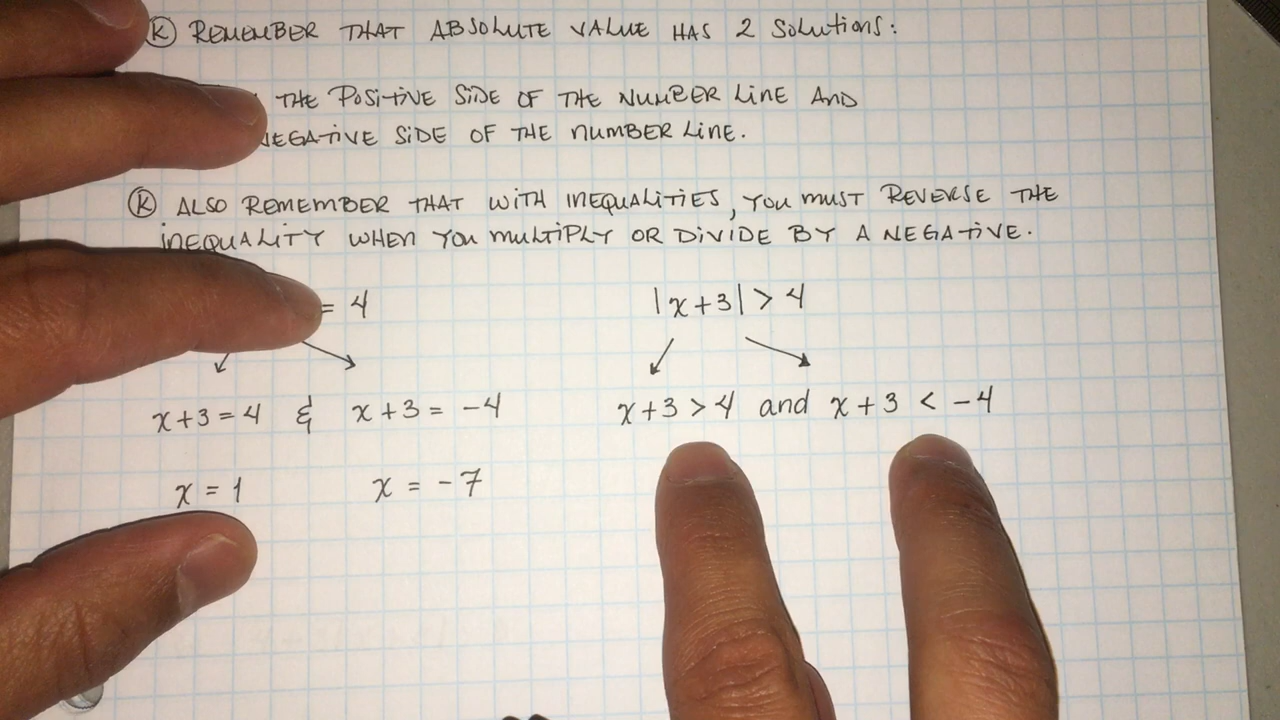 Ⓚ REMEMBER THAT ABSOLUTE VALUE HAS 2 SOLUTIONS:
THE POSITIVE SIDE OF THE NUMBER LINE AND
SIDE OF THE NUMBER LINE.
Ⓚ ALSO REMEMBER THAT WITH INEQUALITIES, YOU MUST REVERSE THE
INEQUALITY WHEN YOU MULTIPLY OR DIVIDE BY A NEGATIVE.
= 4 |x+3| > 4
x+3 = 4 & x+3 = -4 x+3 > 4 and x+3 < -4
x = 1 x = -7